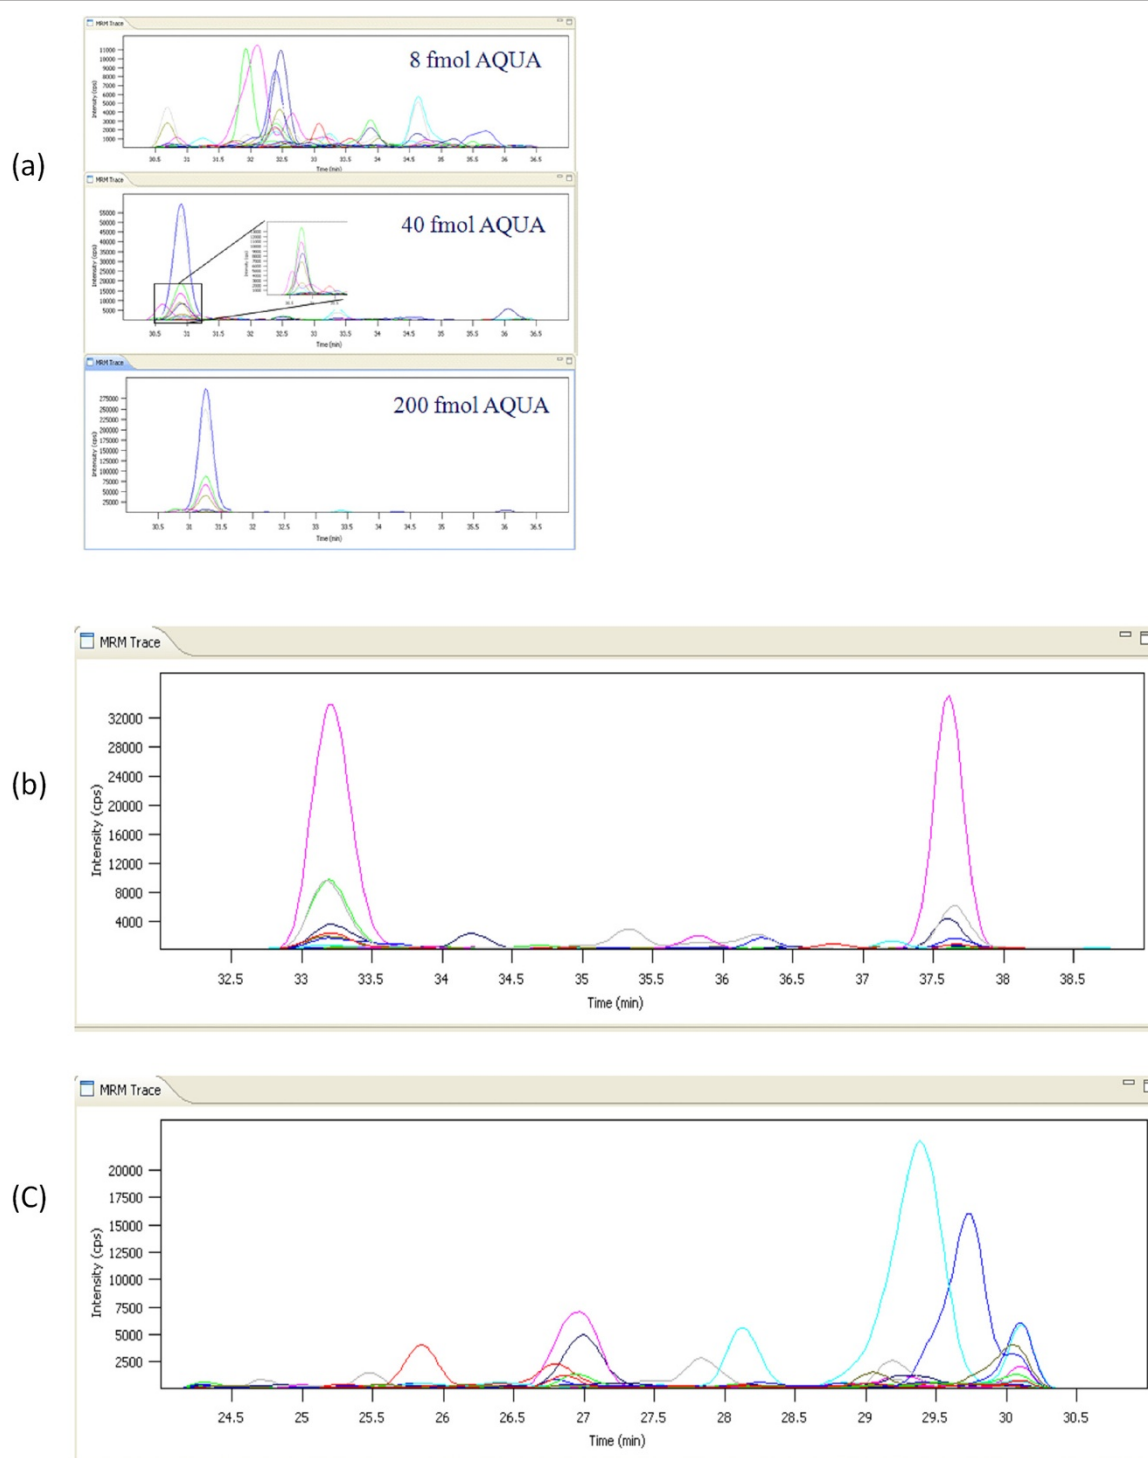 (a)
MRM Trace
8 fmol AQUA
Intensity (cps)
11000
10000
9000
8000
7000
6000
5000
4000
3000
2000
1000
30.5 31 31.5 32 32.5 33 33.5 34 34.5 35 35.5 36 36.5
Time (min)
MRM Trace
40 fmol AQUA
Intensity (cps)
55000
50000
45000
40000
35000
30000
25000
20000
15000
10000
5000
30.5 31 31.5 32 32.5 33 33.5 34 34.5 35 35.5 36 36.5
Time (min)
MRM Trace
200 fmol AQUA
Intensity (cps)
275000
250000
225000
200000
175000
150000
125000
100000
75000
50000
25000
30.5 31 31.5 32 32.5 33 33.5 34 34.5 35 35.5 36 36.5
Time (min)
(b)
MRM Trace
Intensity (cps)
32000
28000
24000
20000
16000
12000
8000
4000
32.5 33 33.5 34 34.5 35 35.5 36 36.5 37 37.5 38 38.5
Time (min)
(C)
MRM Trace
Intensity (cps)
20000
17500
15000
12500
10000
7500
5000
2500
24.5 25 25.5 26 26.5 27 27.5 28 28.5 29 29.5 30 30.5
Time (min)